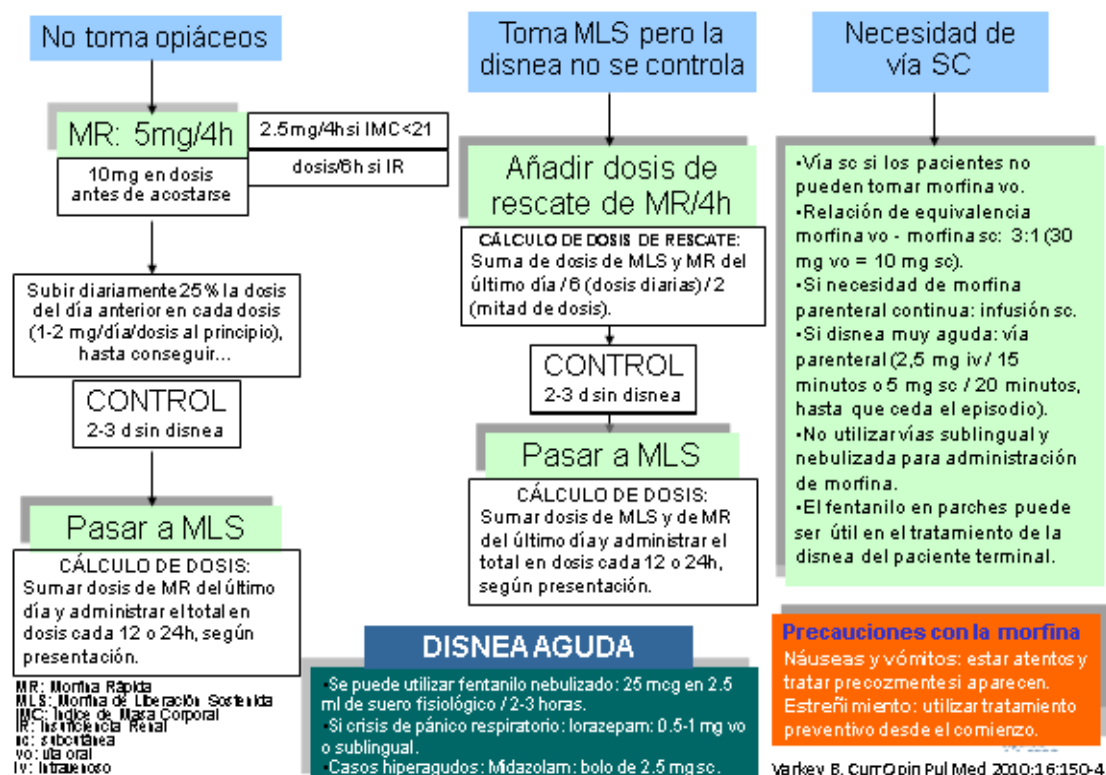 No toma opiáceos
MR: 5mg/4h
2.5mg/4h si IMC<21
dosis/6h si IR
10mg en dosis
antes de acostarse
Subir diariamente 25% la dosis
del día anterior en cada dosis
(1-2 mg/día/dosis al principio),
hasta conseguir...
CONTROL
2-3 d sin disnea
Pasar a MLS
CÁLCULO DE DOSIS:
Sumar dosis de MR del último
día y administrar el total en
dosis cada 12 o 24h, según
presentación.
MR: Morfina Rápida
MLS: Morfina de Liberación Sostenida
IMC: Índice de Masa Corporal
IR: Insuficiencia Renal
sc: subcutánea
vo: vía oral
iv: intravenoso
Toma MLS pero la
disnea no se controla
Añadir dosis de
rescate de MR/4h
CÁLCULO DE DOSIS DE RESCATE:
Suma de dosis de MLS y MR del
último día / 6 (dosis diarias) / 2
(mitad de dosis).
CONTROL
2-3 d sin disnea
Pasar a MLS
CÁLCULO DE DOSIS:
Sumar dosis de MLS y de MR
del último día y administrar el
total en dosis cada 12 o 24h,
según presentación.
DISNEA AGUDA
•Se puede utilizar fentanilo nebulizado: 25 mcg en 2.5
ml de suero fisiológico / 2-3 horas.
•Si crisis de pánico respiratorio: lorazepam: 0.5-1 mg vo
o sublingual.
•Casos hiperagudos: Midazolam: bolo de 2.5 mg sc.
Necesidad de
vía SC
•Vía sc si los pacientes no
pueden tomar morfina vo.
•Relación de equivalencia
morfina vo - morfina sc: 3:1 (30
mg vo = 10 mg sc).
•Si necesidad de morfina
parenteral continua: infusión sc.
•Si disnea muy aguda: vía
parenteral (2,5 mg iv / 15
minutos o 5 mg sc / 20 minutos,
hasta que ceda el episodio).
•No utilizar vías sublingual y
nebulizada para administración
de morfina.
•El fentanilo en parches puede
ser útil en el tratamiento de la
disnea del paciente terminal.
Precauciones con la morfina
Náuseas y vómitos: estar atentos y
tratar precozmente si aparecen.
Estreñimiento: utilizar tratamiento
preventivo desde el comienzo.
Varkey B. Curr Opin Pul Med 2010;16:150-4